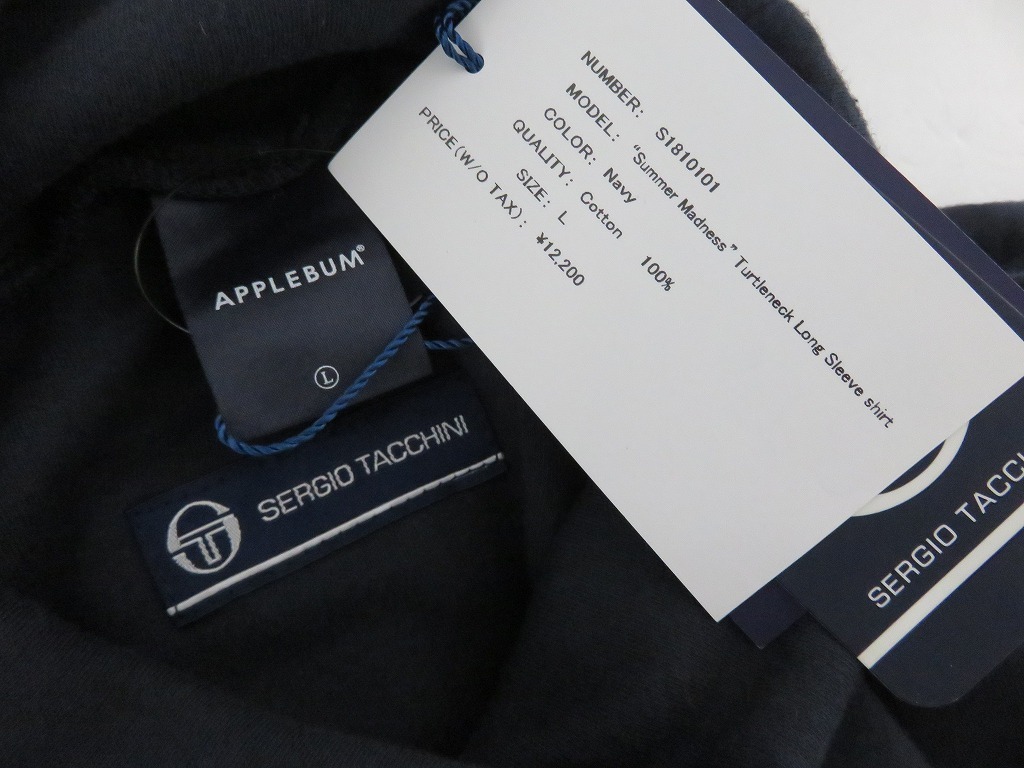 NUMBER: S1810101
MODEL: "Summer Madness" Turtleneck Long Sleeve shirt
COLOR: Navy
QUALITY: Cotton 100%
SIZE: L
PRICE(W/O TAX): ¥12,200
APPLEBUM®
L
SERGIO TACCHINI
SERGIO TACCHI